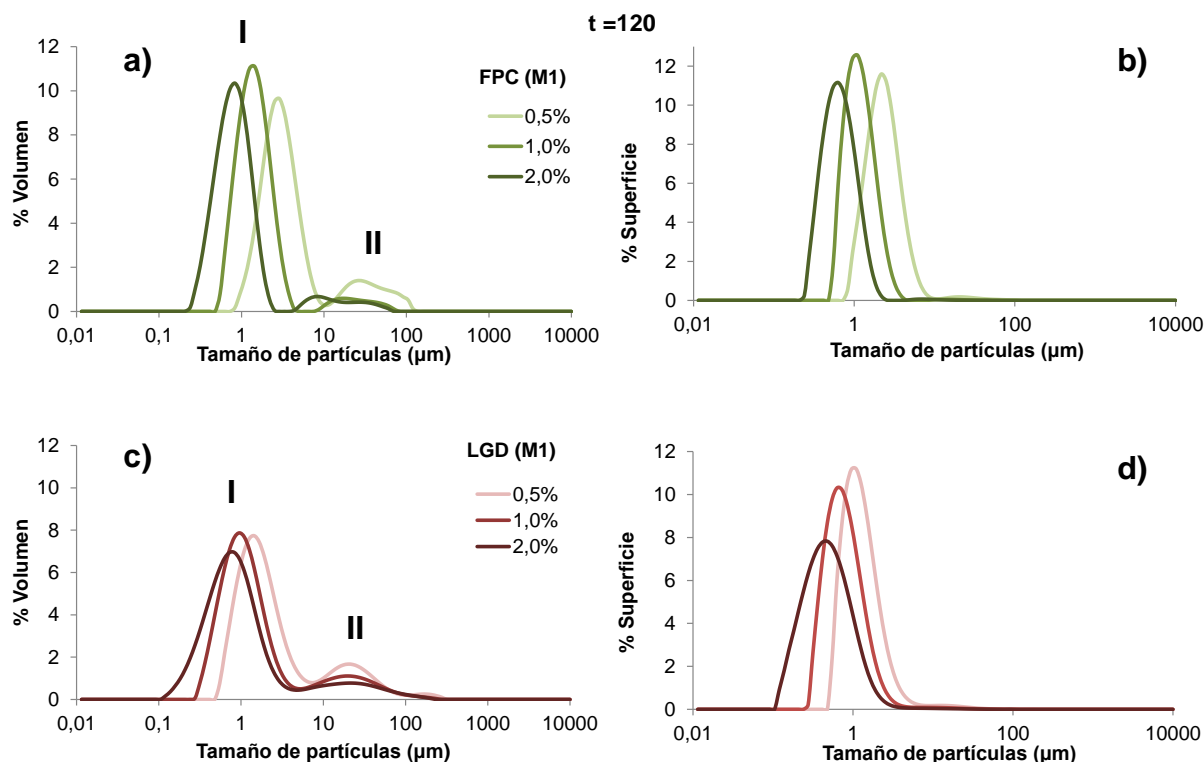 t =120
a)
I
II
FPC (M1)
0,5%
1,0%
2,0%
% Volumen
12
10
8
6
4
2
0
0,01 0,1 1 10 100 1000 10000
Tamaño de partículas (µm)
b)
% Superficie
12
10
8
6
4
2
0
0,01 1 100 10000
Tamaño de partículas (µm)
c)
I
II
LGD (M1)
0,5%
1,0%
2,0%
% Volumen
12
10
8
6
4
2
0
0,01 0,1 1 10 100 1000 10000
Tamaño de partículas (µm)
d)
% Superficie
12
10
8
6
4
2
0
0,01 1 100 10000
Tamaño de partículas (µm)